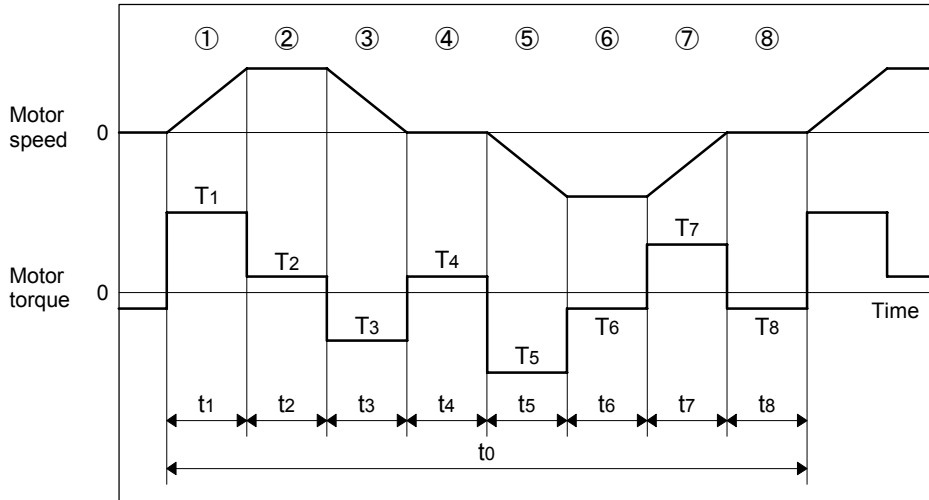 ① ② ③ ④ ⑤ ⑥ ⑦ ⑧
Motor
speed
0
T1
T2
T3
T4
T5
T6
T7
T8
Motor
torque
0
Time
t1 t2 t3 t4 t5 t6 t7 t8
t0